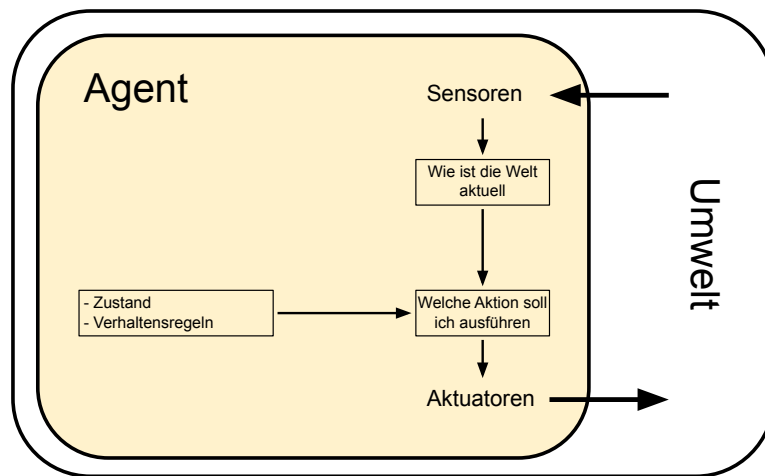 Agent
Sensoren
Wie ist die Welt
aktuell
Umwelt
- Zustand
- Verhaltensregeln
Welche Aktion soll
ich ausführen
Aktuatoren